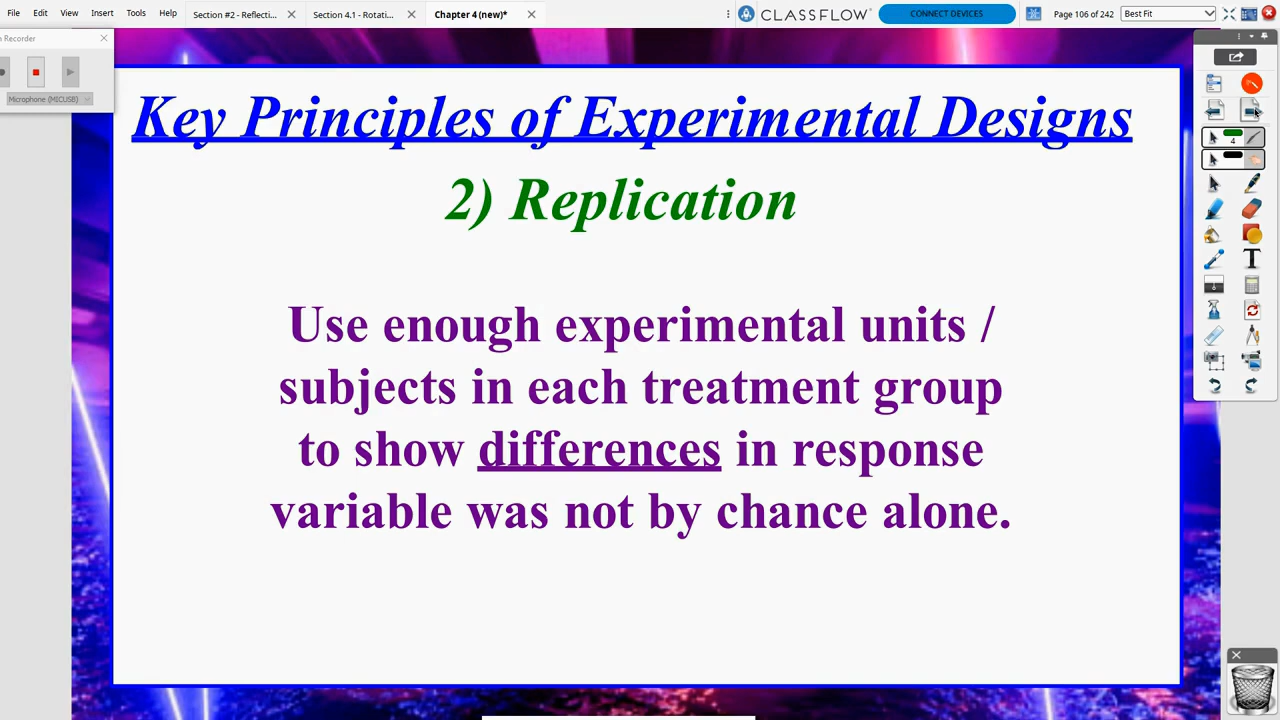 File Edit View Insert Tools Help Section #2 - Reflecti... Section 4.1 - Rotati... Chapter 4 (new)* CLASSFLOW CONNECT DEVICES Page 106 of 242 Best Fit
Recorder
Microphone (MICUSB)
Key Principles of Experimental Designs
2) Replication
4
Use enough experimental units /
subjects in each treatment group
to show differences in response
variable was not by chance alone.